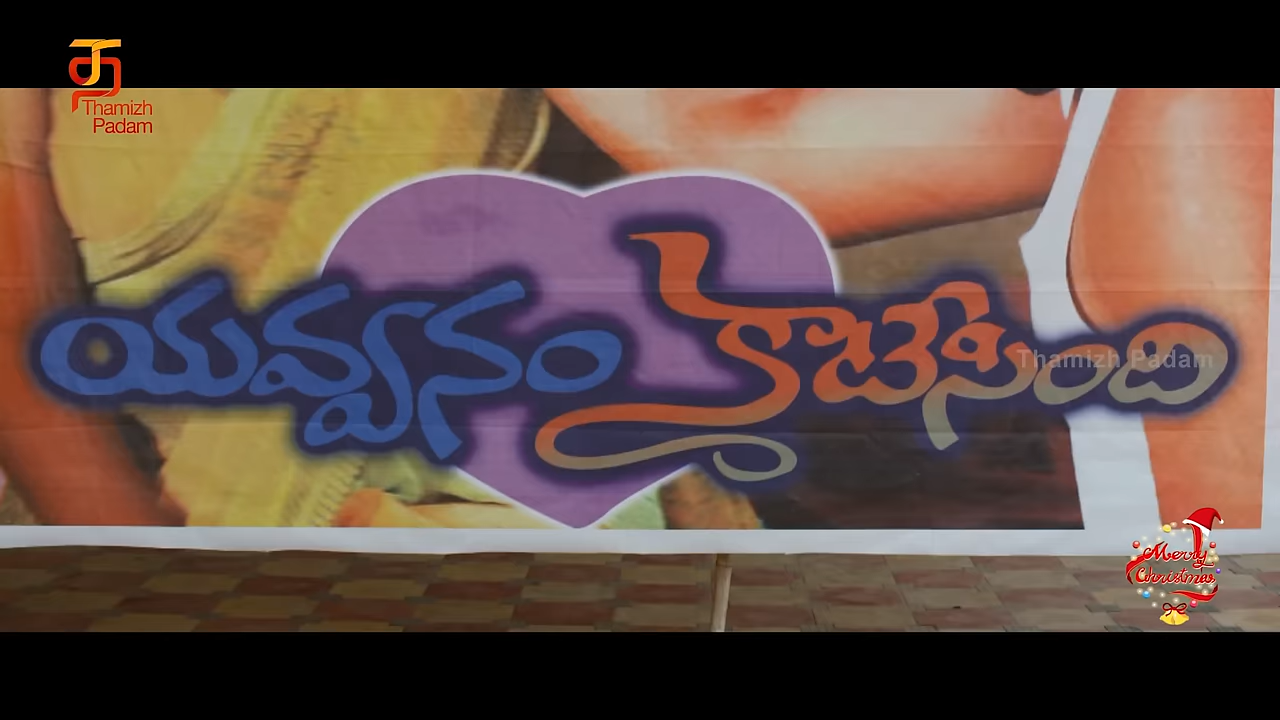 த
Thamizh
Padam
యవ్వనం కాటేసింది
Thamizh Padam
Merry
Christmas